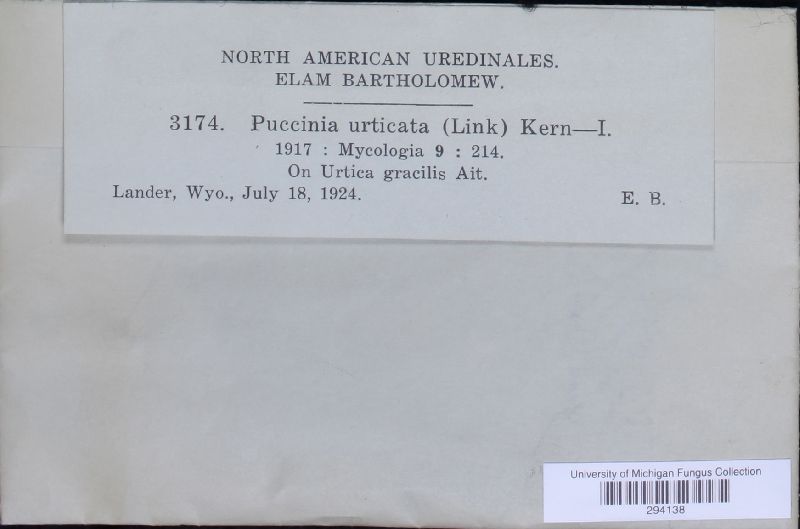 NORTH AMERICAN UREDINALES.
ELAM BARTHOLOMEW.
3174. Puccinia urticata (Link) Kern—I.
1917 : Mycologia 9 : 214.
On Urtica gracilis Ait.
Lander, Wyo., July 18, 1924. E. B.
University of Michigan Fungus Collection
294138